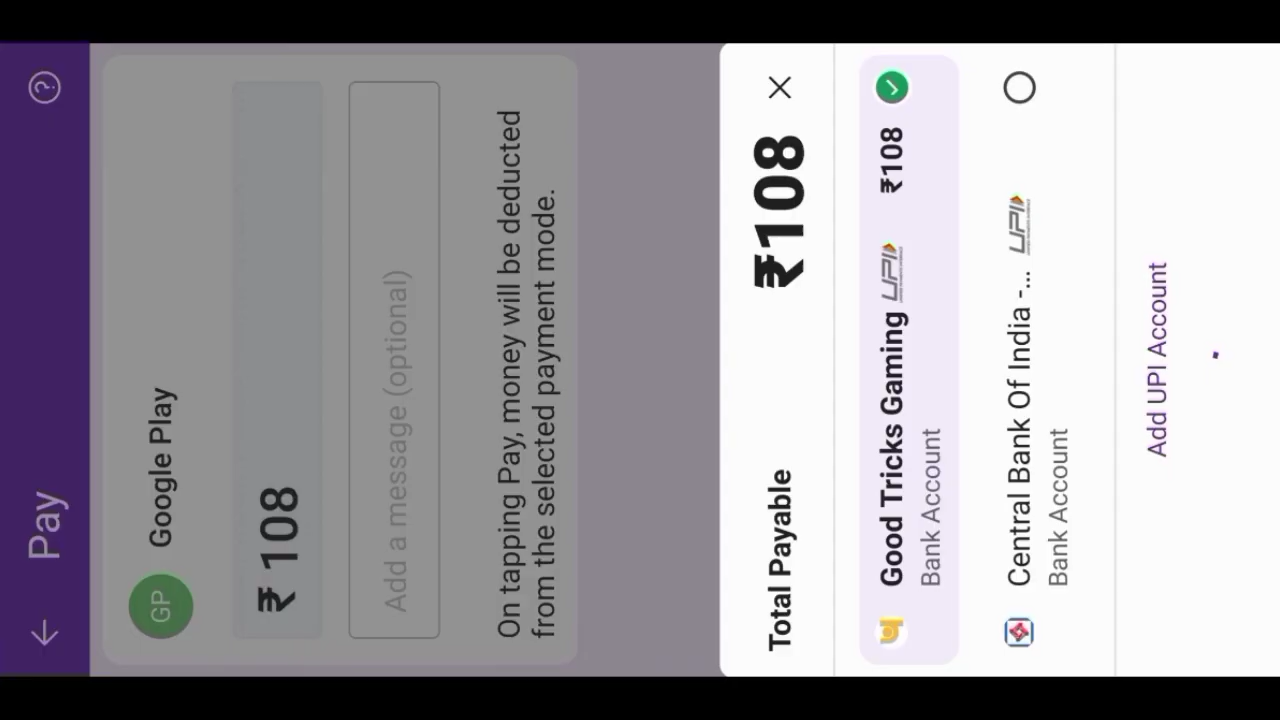 Pay
GP
Google Play
₹ 108
Add a message (optional)
On tapping Pay, money will be deducted
from the selected payment mode.
Total Payable
₹108
Good Tricks Gaming UPI ₹108
Bank Account
Central Bank Of India -... UPI
Bank Account
Add UPI Account